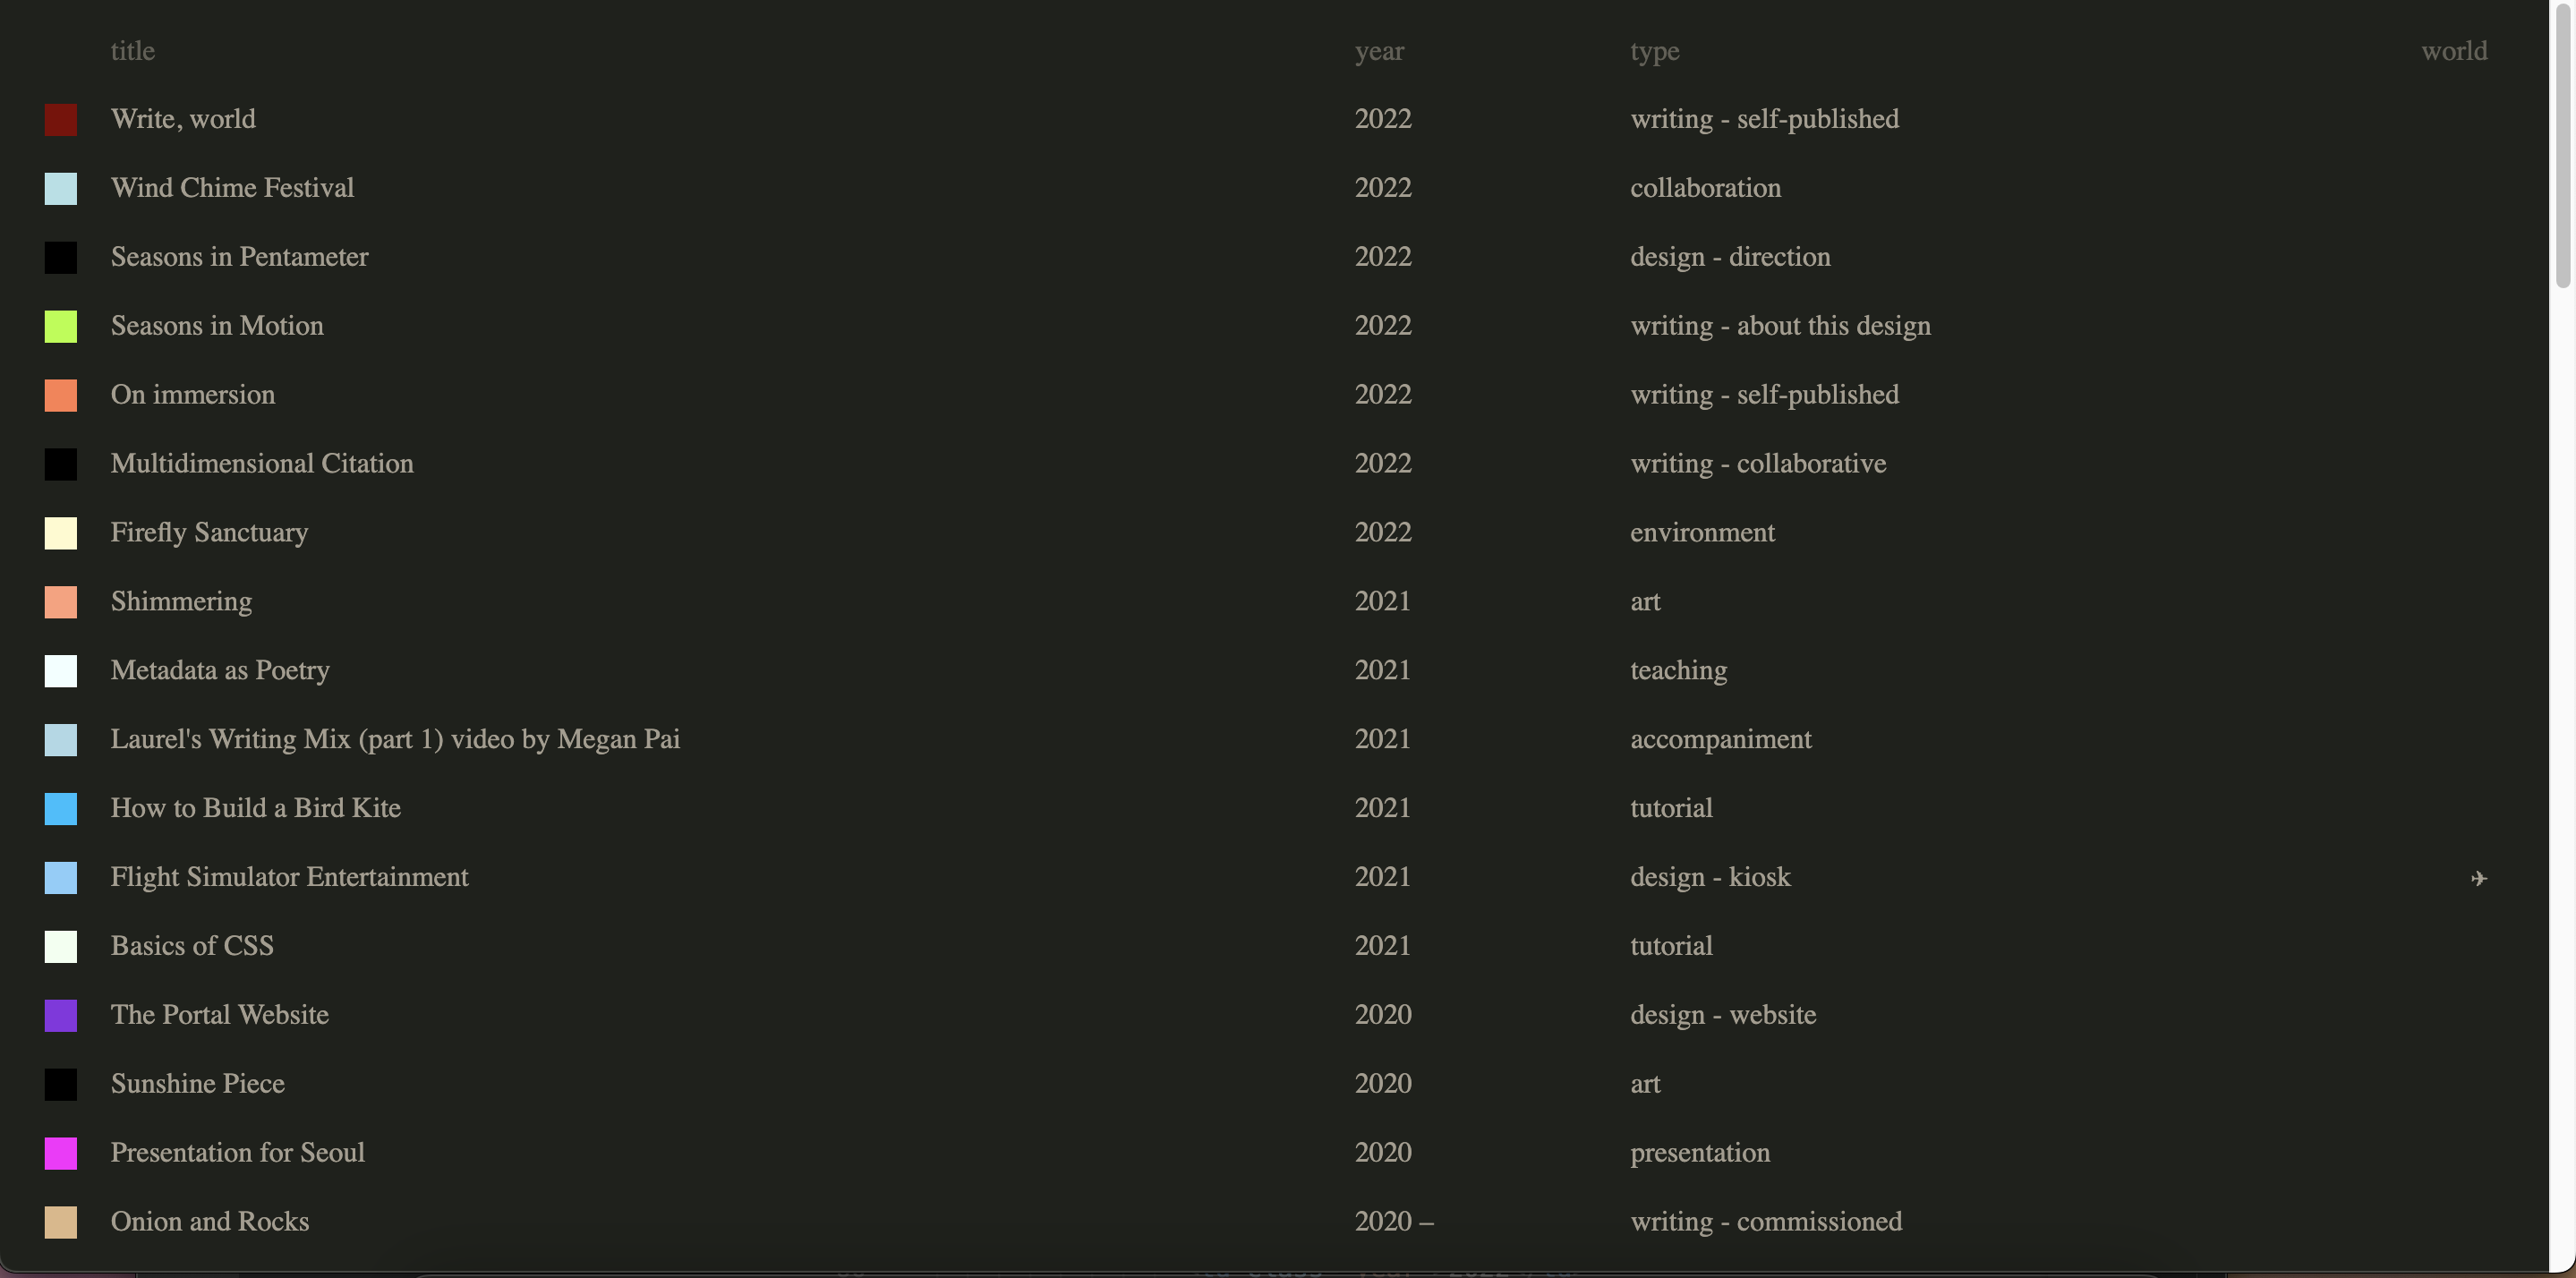 title year type world
Write, world 2022 writing - self-published
Wind Chime Festival 2022 collaboration
Seasons in Pentameter 2022 design - direction
Seasons in Motion 2022 writing - about this design
On immersion 2022 writing - self-published
Multidimensional Citation 2022 writing - collaborative
Firefly Sanctuary 2022 environment
Shimmering 2021 art
Metadata as Poetry 2021 teaching
Laurel's Writing Mix (part 1) video by Megan Pai 2021 accompaniment
How to Build a Bird Kite 2021 tutorial
Flight Simulator Entertainment 2021 design - kiosk ✈
Basics of CSS 2021 tutorial
The Portal Website 2020 design - website
Sunshine Piece 2020 art
Presentation for Seoul 2020 presentation
Onion and Rocks 2020 – writing - commissioned